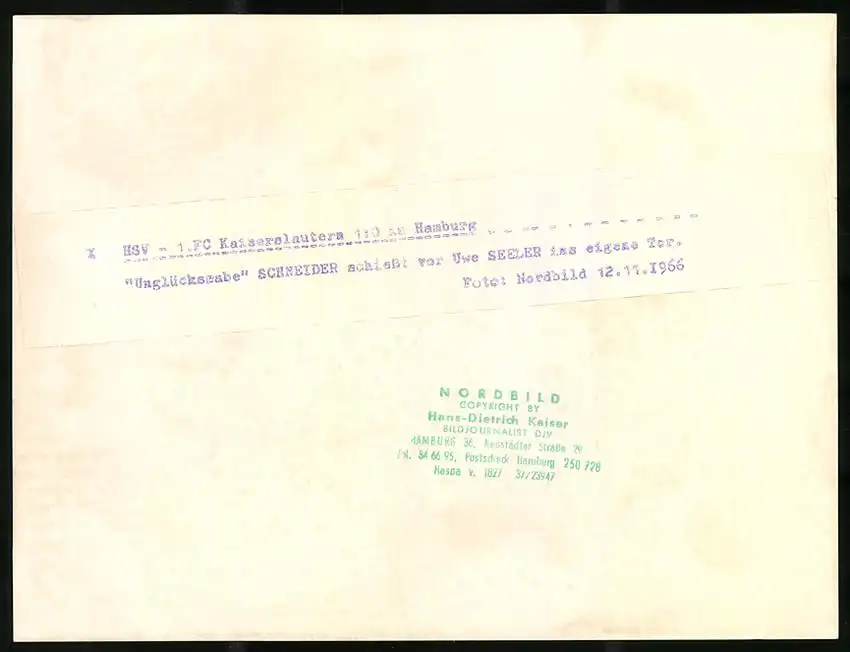 X HSV - 1.FC Kaiserslautern 1:0 in Hamburg
"Unglücksrabe" SCHNEIDER schießt vor Uwe SEELER ins eigene Tor.
Foto: Nordbild 12.11.1966
NORDBILD
COPYRIGHT BY
Hans-Dietrich Kaiser
BILDJOURNALIST DJV
HAMBURG 36, Neustädter Straße 29
Tel. 84 66 95, Postscheck Hamburg 250 728
Haspa v. 1827 37/23947